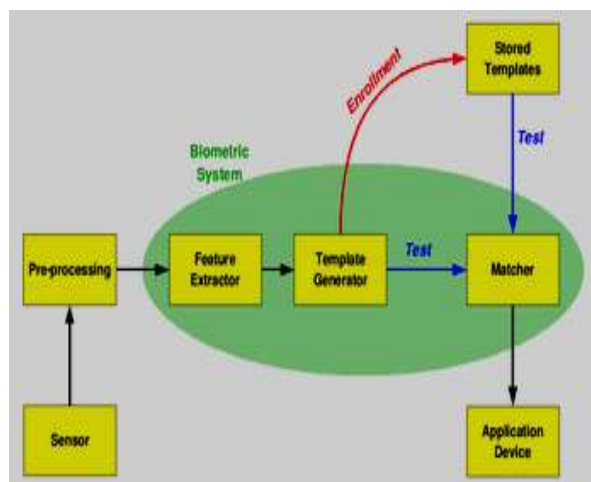 Stored
Templates
Enrollment
Test
Biometric
System
Pre-processing
Feature
Extractor
Template
Generator
Test
Matcher
Sensor
Application
Device